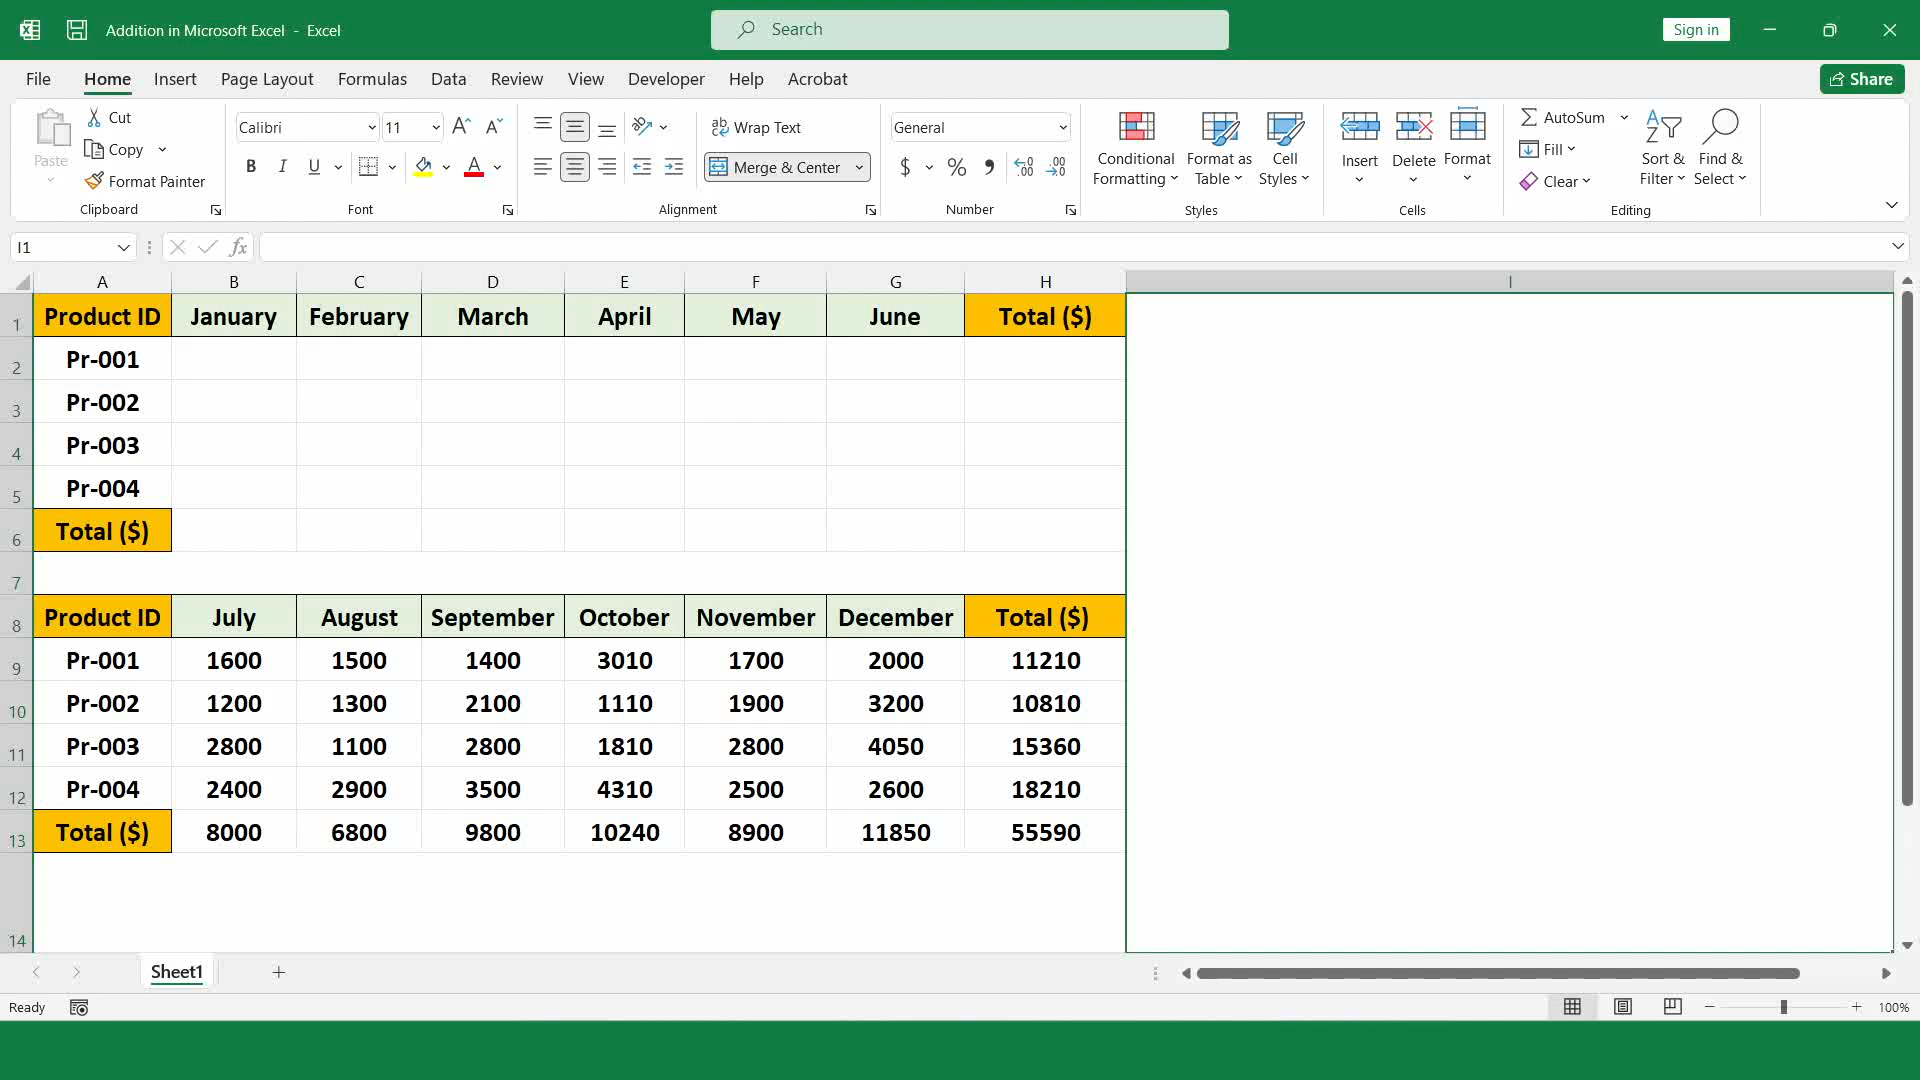 Addition in Microsoft Excel - Excel
Search
Sign in
File Home Insert Page Layout Formulas Data Review View Developer Help Acrobat
Share
Paste
Cut
Copy
Format Painter
Clipboard
Calibri 11
B I U
Font
Wrap Text
Merge & Center
Alignment
General
$ %
Number
Conditional Formatting
Format as Table
Cell Styles
Styles
Insert Delete Format
Cells
AutoSum
Fill
Clear
Sort & Filter
Find & Select
Editing
I1
fx
A B C D E F G H I
1 Product ID January February March April May June Total ($)
2 Pr-001
3 Pr-002
4 Pr-003
5 Pr-004
6 Total ($)
7
8 Product ID July August September October November December Total ($)
9 Pr-001 1600 1500 1400 3010 1700 2000 11210
10 Pr-002 1200 1300 2100 1110 1900 3200 10810
11 Pr-003 2800 1100 2800 1810 2800 4050 15360
12 Pr-004 2400 2900 3500 4310 2500 2600 18210
13 Total ($) 8000 6800 9800 10240 8900 11850 55590
14
Sheet1
Ready
100%